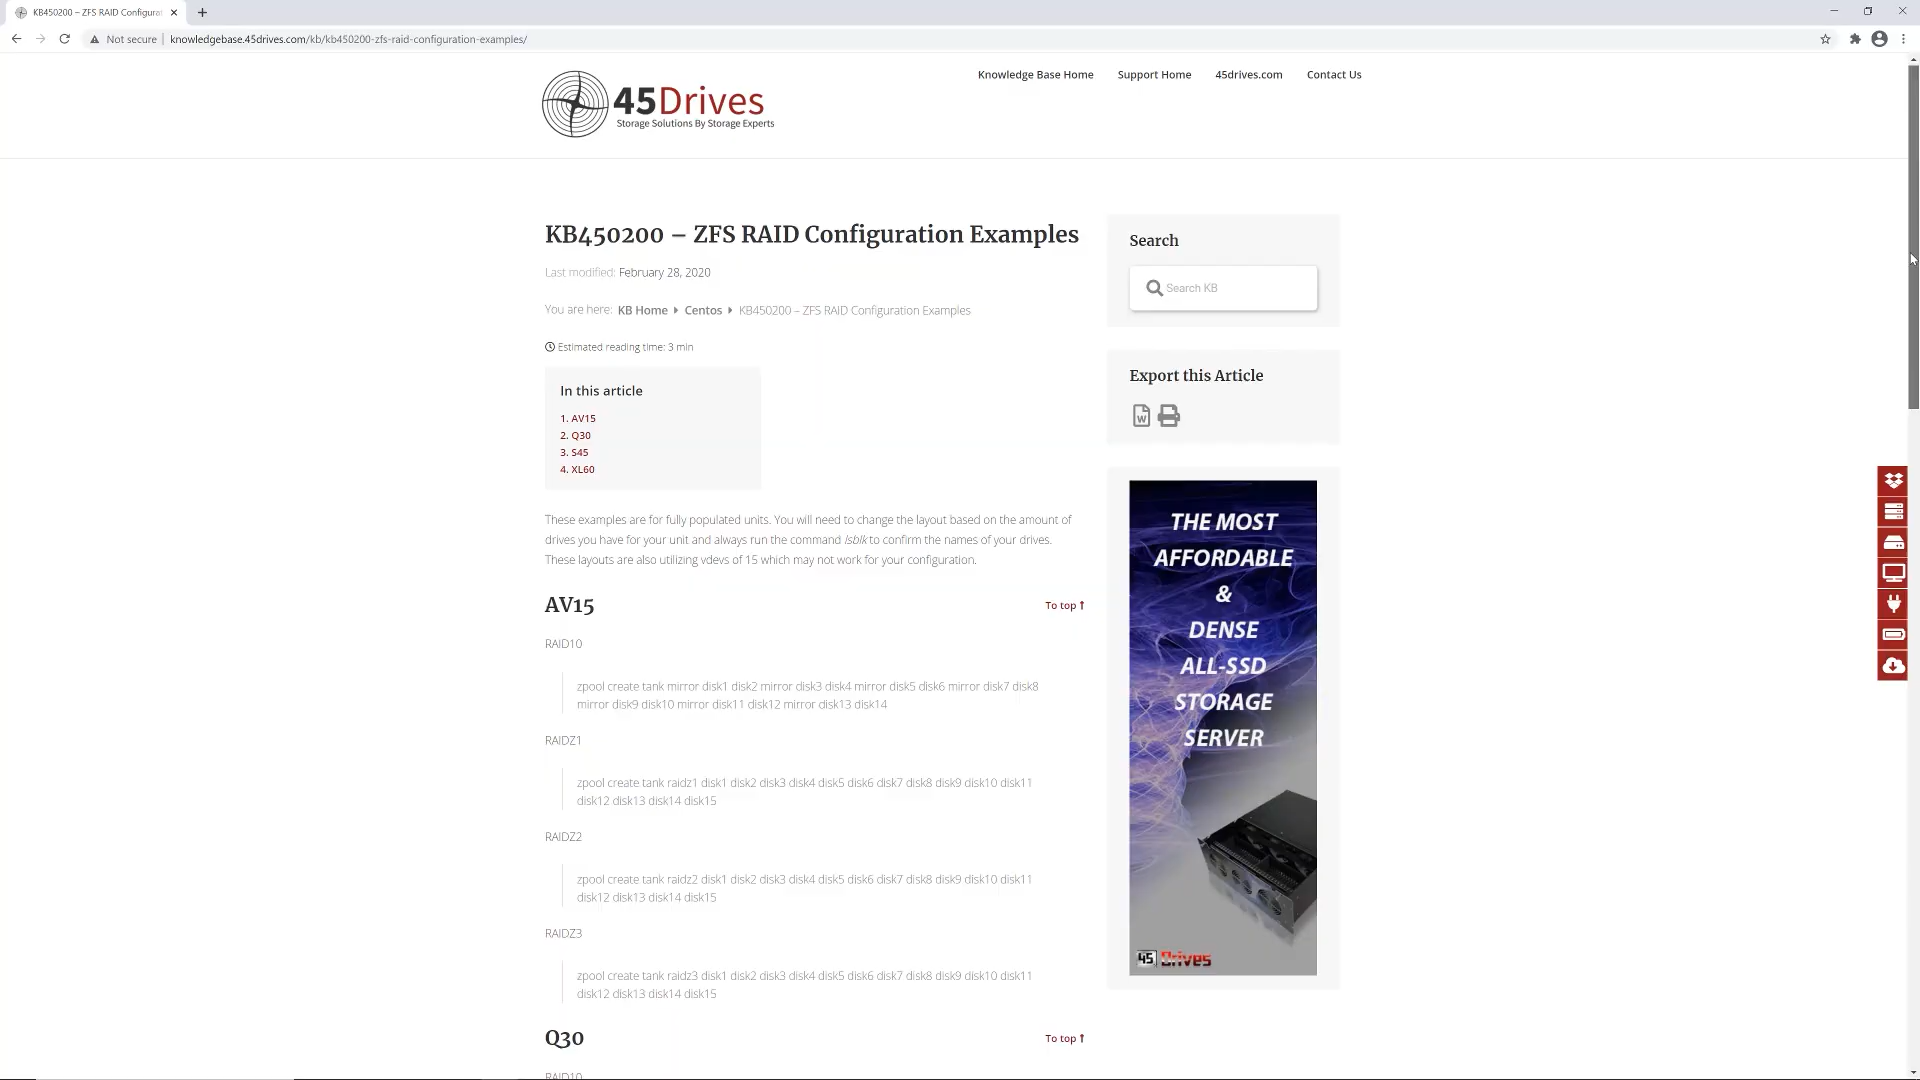 KB450200 – ZFS RAID Configurat
Not secure
knowledgebase.45drives.com/kb/kb450200-zfs-raid-configuration-examples/
45Drives
Storage Solutions By Storage Experts
Knowledge Base Home
Support Home
45drives.com
Contact Us
KB450200 – ZFS RAID Configuration Examples
Last modified: February 28, 2020
You are here: KB Home Centos KB450200 – ZFS RAID Configuration Examples
Estimated reading time: 3 min
In this article
1. AV15
2. Q30
3. S45
4. XL60
These examples are for fully populated units. You will need to change the layout based on the amount of
drives you have for your unit and always run the command lsblk to confirm the names of your drives.
These layouts are also utilizing vdevs of 15 which may not work for your configuration.
AV15
To top
RAID10
zpool create tank mirror disk1 disk2 mirror disk3 disk4 mirror disk5 disk6 mirror disk7 disk8
mirror disk9 disk10 mirror disk11 disk12 mirror disk13 disk14
RAIDZ1
zpool create tank raidz1 disk1 disk2 disk3 disk4 disk5 disk6 disk7 disk8 disk9 disk10 disk11
disk12 disk13 disk14 disk15
RAIDZ2
zpool create tank raidz2 disk1 disk2 disk3 disk4 disk5 disk6 disk7 disk8 disk9 disk10 disk11
disk12 disk13 disk14 disk15
RAIDZ3
zpool create tank raidz3 disk1 disk2 disk3 disk4 disk5 disk6 disk7 disk8 disk9 disk10 disk11
disk12 disk13 disk14 disk15
Q30
To top
RAID10
Search
Search KB
Export this Article
W
THE MOST
AFFORDABLE
&
DENSE
ALL-SSD
STORAGE
SERVER
45 Drives